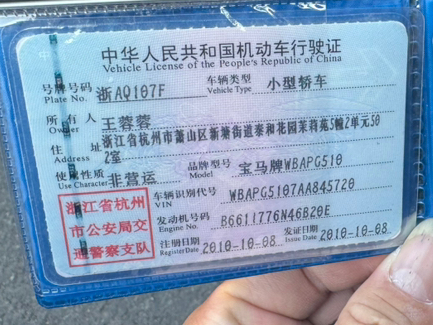 中华人民共和国机动车行驶证
Vehicle License of the People's Republic of China
号牌号码 Plate No. 浙AQ107F 车辆类型 Vehicle Type 小型轿车
所有人 Owner 王蓉蓉
住址 Address 浙江省杭州市萧山区新塘街道泰和花园茉莉苑5幢2单元502室
使用性质 Use Character 非营运 品牌型号 Model 宝马牌WBAPG510
车辆识别代号 VIN WBAPG5107AA845720
发动机号码 Engine No. B6611776N46B20E
注册日期 Register Date 2010-10-08 发证日期 Issue Date 2010-10-08
浙江省杭州
市公安局交
通警察支队